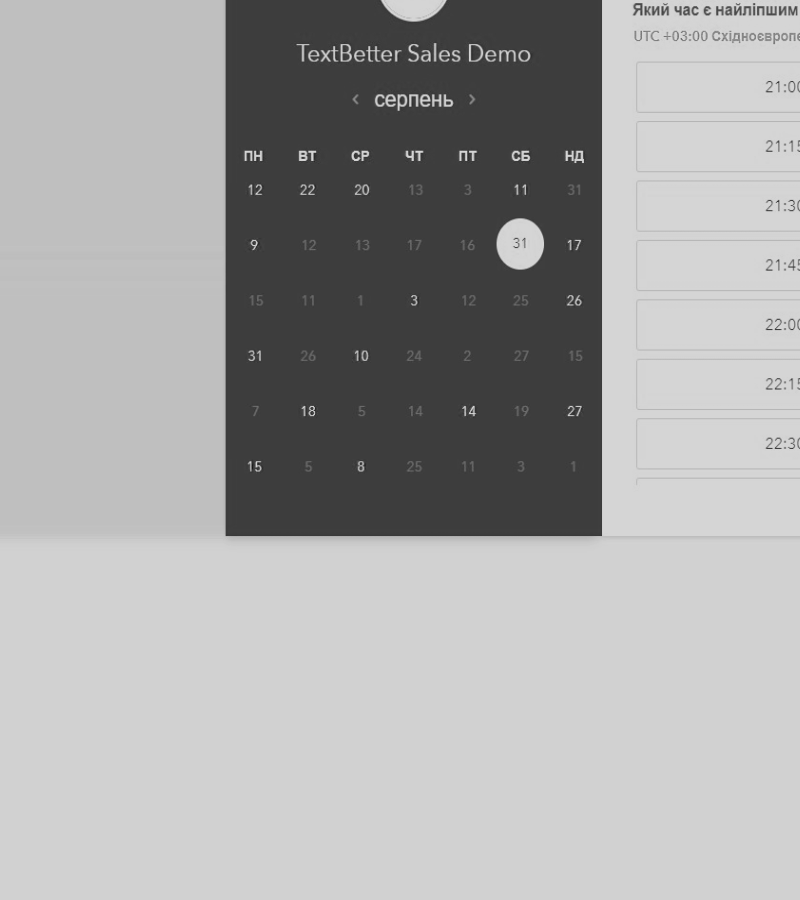 TextBetter Sales Demo
‹ серпень ›
ПН ВТ СР ЧТ ПТ СБ НД
12 22 20 13 3 11 31
9 12 13 17 16 31 17
15 11 1 3 12 25 26
31 26 10 24 2 27 15
7 18 5 14 14 19 27
15 5 8 25 11 3 1
Який час є найліпшим
UTC +03:00
21:00
21:15
21:30
21:45
22:00
22:15
22:30